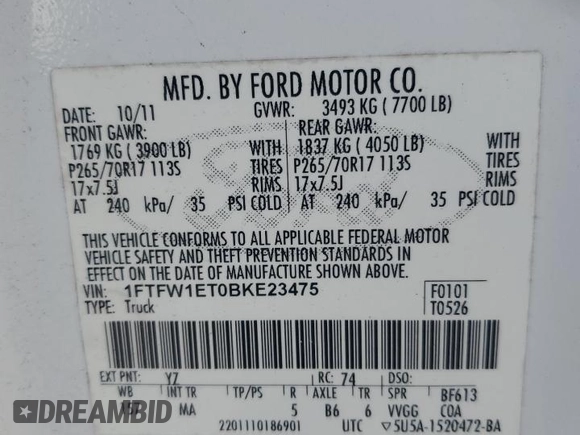 MFD. BY FORD MOTOR CO.
DATE: 10/11 GVWR: 3493 KG ( 7700 LB)
FRONT GAWR: REAR GAWR:
1769 KG ( 3900 LB) WITH 1837 KG ( 4050 LB) WITH
P265/70R17 113S TIRES P265/70R17 113S TIRES
17x7.5J RIMS 17x7.5J RIMS
AT 240 kPa/ 35 PSI COLD AT 240 kPa/ 35 PSI COLD
THIS VEHICLE CONFORMS TO ALL APPLICABLE FEDERAL MOTOR
VEHICLE SAFETY AND THEFT PREVENTION STANDARDS IN
EFFECT ON THE DATE OF MANUFACTURE SHOWN ABOVE.
VIN: 1FTFW1ET0BKE23475 F0101
TYPE: Truck T0526
EXT PNT: Y7 RC: 74 DSO:
WB INT TR TP/PS R AXLE TR SPR BF613
157 MA 5 B6 6 VVGG COA
2201110186901 UTC ▽5U5A-1520472-BA
DREAMBID